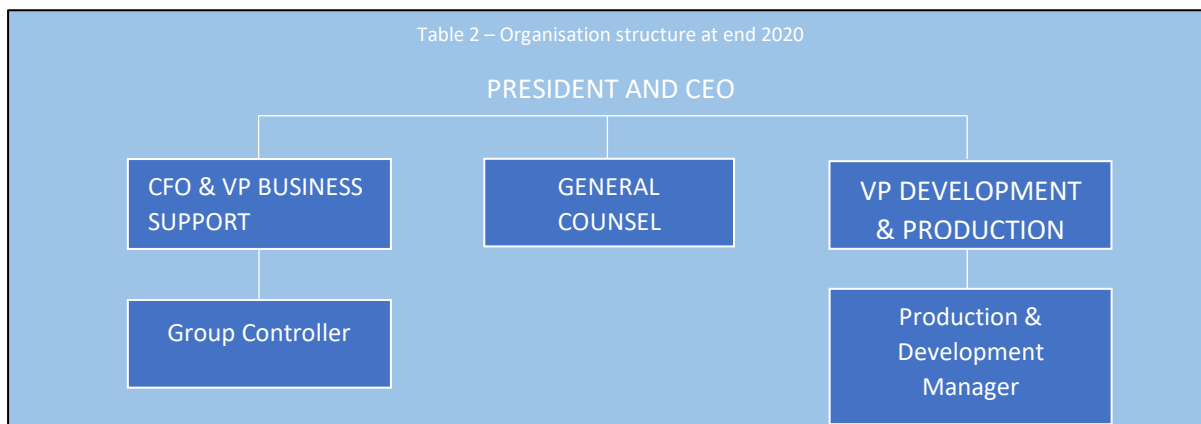 Table 2 – Organisation structure at end 2020
PRESIDENT AND CEO
CFO & VP BUSINESS
SUPPORT
GENERAL
COUNSEL
VP DEVELOPMENT
& PRODUCTION
Group Controller
Production &
Development
Manager